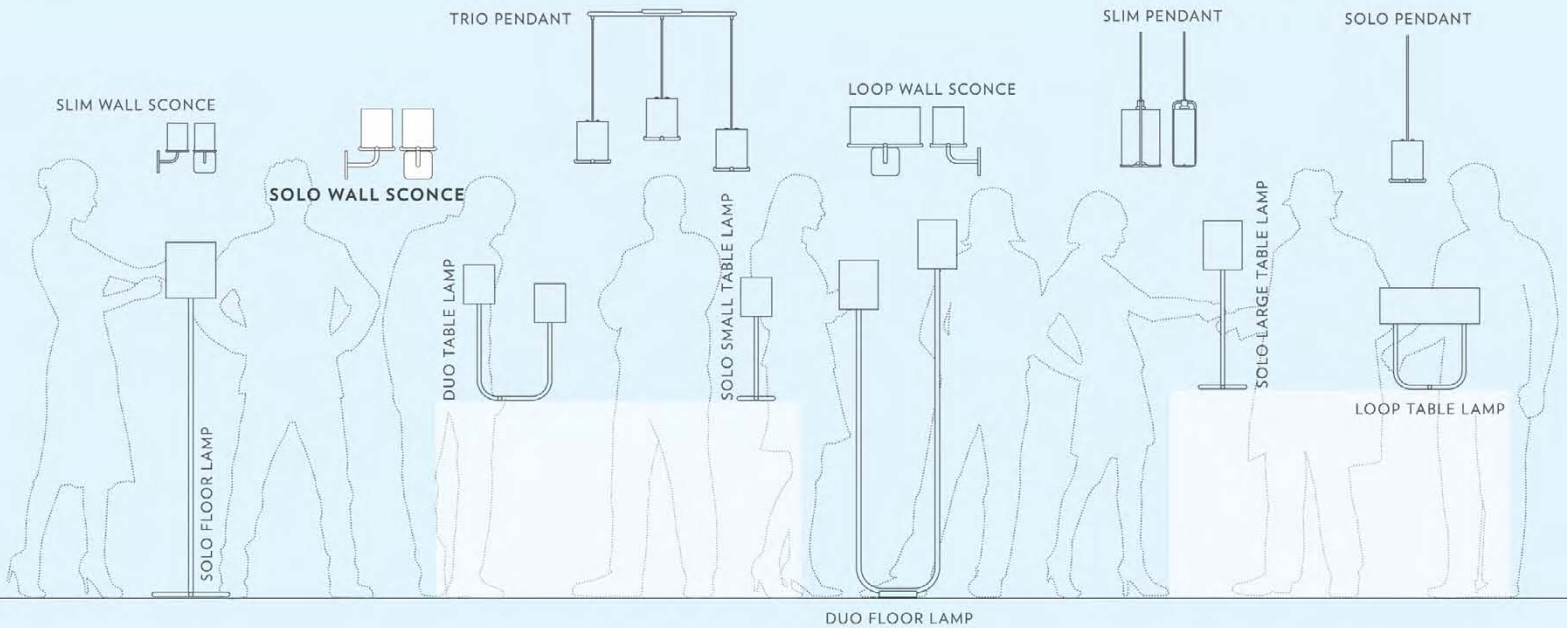 TRIO PENDANT
SLIM PENDANT
SOLO PENDANT
SLIM WALL SCONCE
LOOP WALL SCONCE
SOLO WALL SCONCE
DUO TABLE LAMP
SOLO SMALL TABLE LAMP
SOLO LARGE TABLE LAMP
LOOP TABLE LAMP
SOLO FLOOR LAMP
DUO FLOOR LAMP